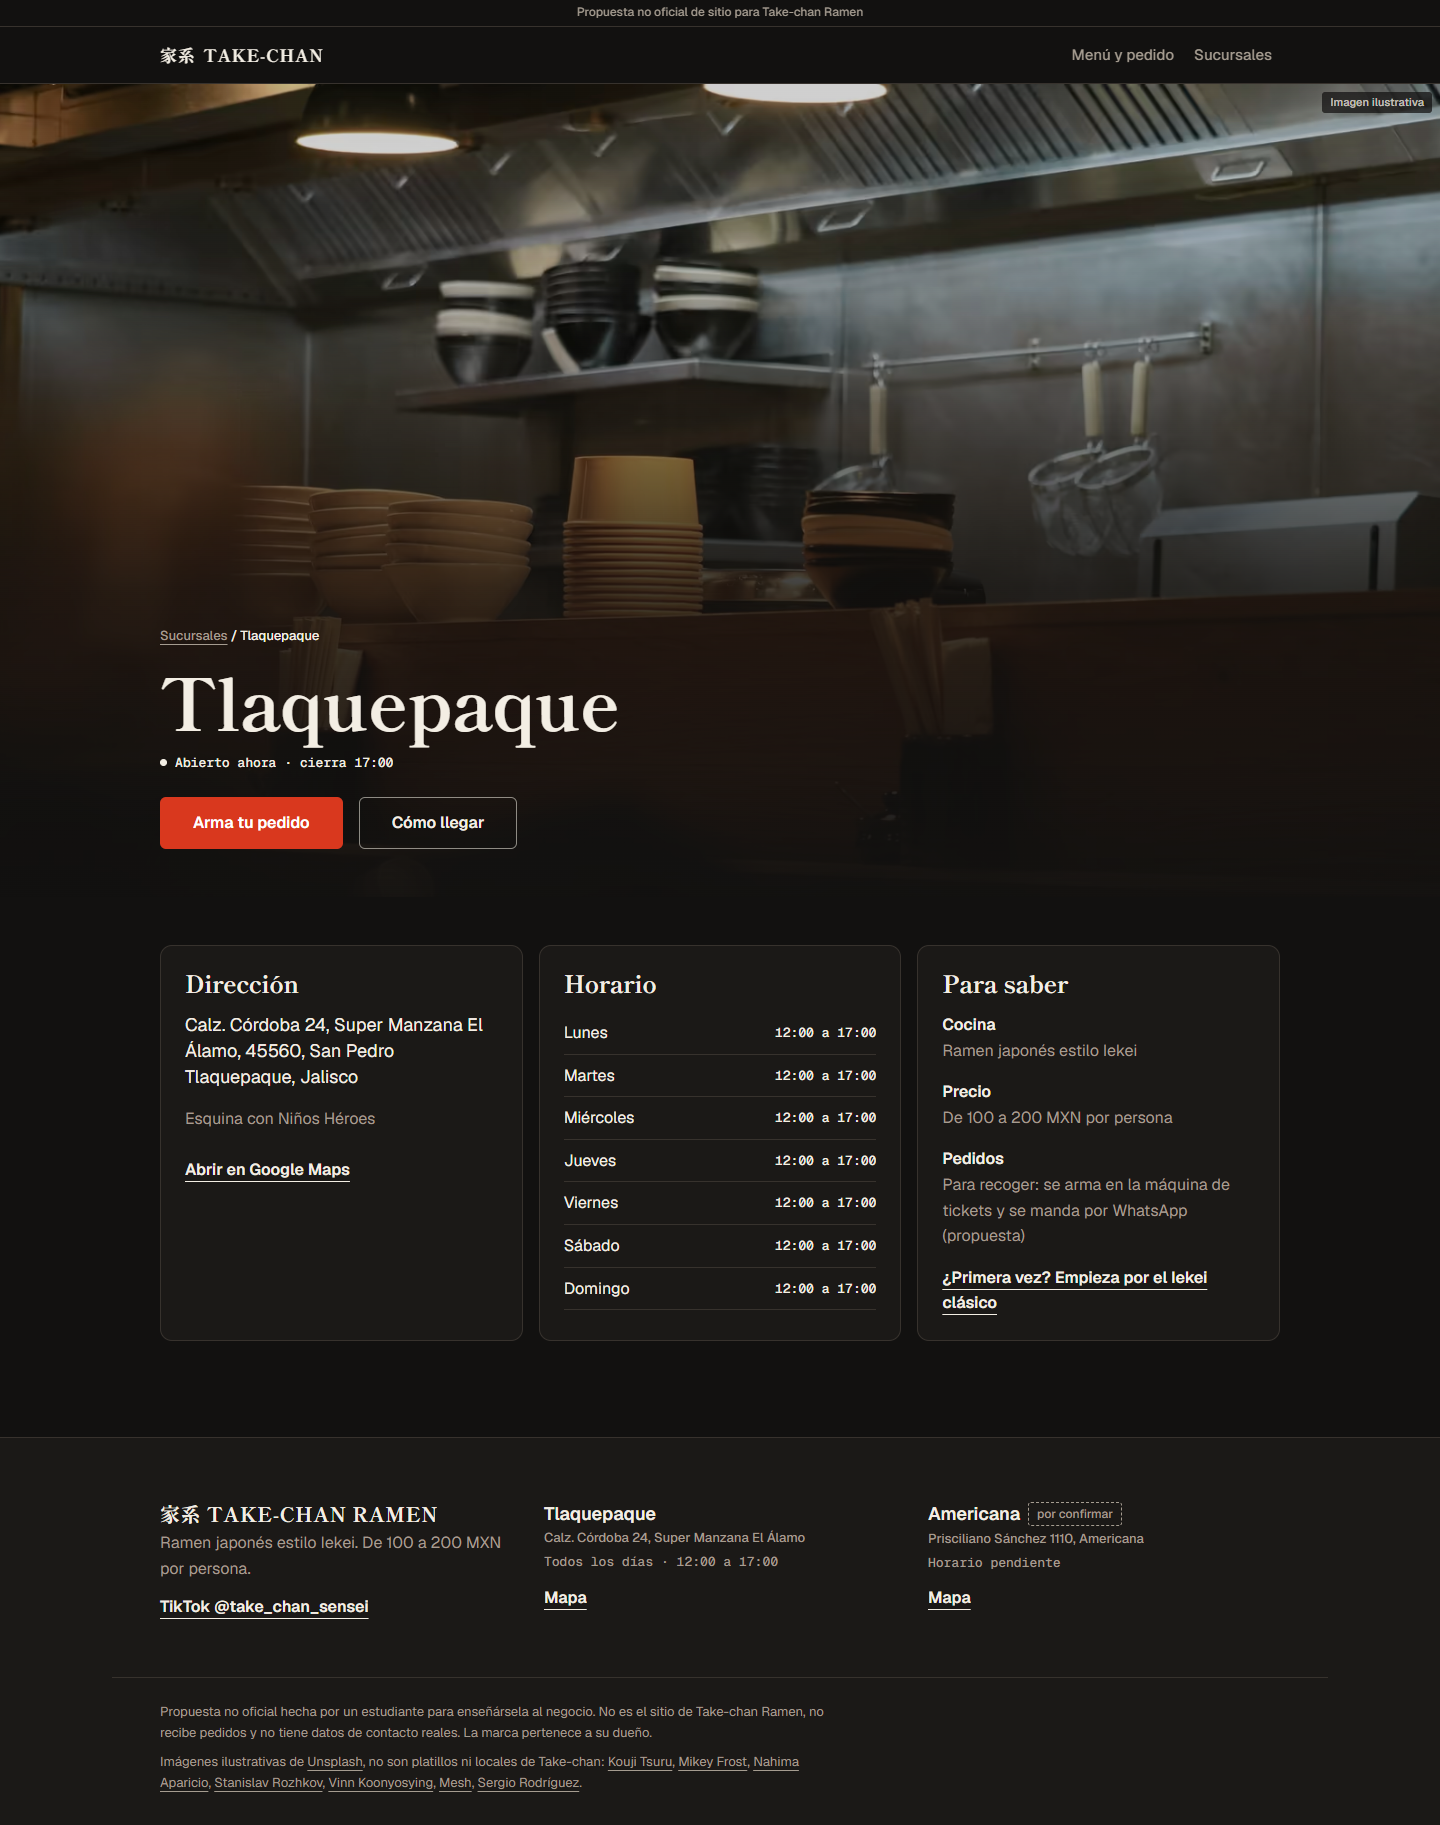 Propuesta no oficial de sitio para Take-chan Ramen
家系 TAKE-CHAN
Menú y pedido
Sucursales
Imagen ilustrativa
Sucursales / Tlaquepaque
Tlaquepaque
Abierto ahora · cierra 17:00
Arma tu pedido
Cómo llegar
Dirección
Calz. Córdoba 24, Super Manzana El
Álamo, 45560, San Pedro
Tlaquepaque, Jalisco
Esquina con Niños Héroes
Abrir en Google Maps
Horario
Lunes 12:00 a 17:00
Martes 12:00 a 17:00
Miércoles 12:00 a 17:00
Jueves 12:00 a 17:00
Viernes 12:00 a 17:00
Sábado 12:00 a 17:00
Domingo 12:00 a 17:00
Para saber
Cocina
Ramen japonés estilo Iekei
Precio
De 100 a 200 MXN por persona
Pedidos
Para recoger: se arma en la máquina de
tickets y se manda por WhatsApp
(propuesta)
¿Primera vez? Empieza por el Iekei
clásico
家系 TAKE-CHAN RAMEN
Ramen japonés estilo Iekei. De 100 a 200 MXN
por persona.
TikTok @take_chan_sensei
Tlaquepaque
Calz. Córdoba 24, Super Manzana El Álamo
Todos los días · 12:00 a 17:00
Mapa
Americana por confirmar
Prisciliano Sánchez 1110, Americana
Horario pendiente
Mapa
Propuesta no oficial hecha por un estudiante para enseñársela al negocio. No es el sitio de Take-chan Ramen, no
recibe pedidos y no tiene datos de contacto reales. La marca pertenece a su dueño.
Imágenes ilustrativas de Unsplash, no son platillos ni locales de Take-chan: Kouji Tsuru, Mikey Frost, Nahima
Aparicio, Stanislav Rozhkov, Vinn Koonyosying, Mesh, Sergio Rodríguez.